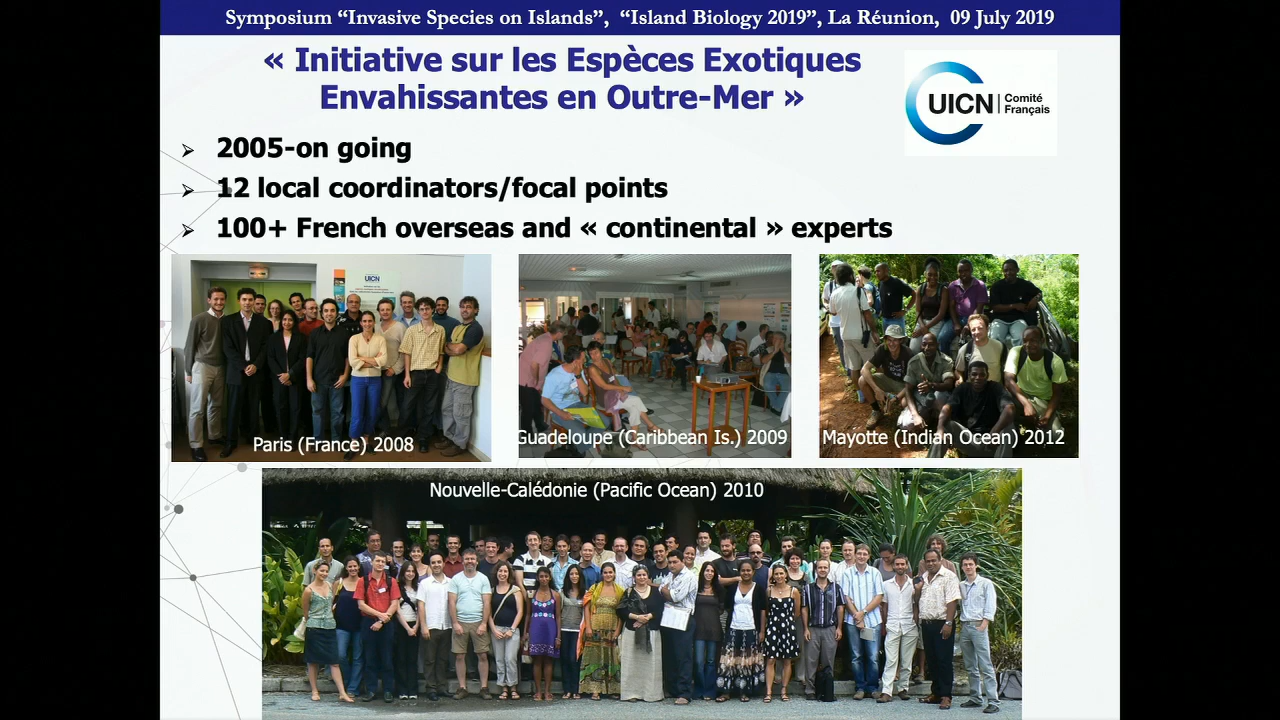 Symposium “Invasive Species on Islands”, “Island Biology 2019”, La Réunion, 09 July 2019
« Initiative sur les Espèces Exotiques
Envahissantes en Outre-Mer »
UICN | Comité
Français
2005-on going
12 local coordinators/focal points
100+ French overseas and « continental » experts
UICN
Paris (France) 2008
Guadeloupe (Caribbean Is.) 2009
Mayotte (Indian Ocean) 2012
Nouvelle-Calédonie (Pacific Ocean) 2010